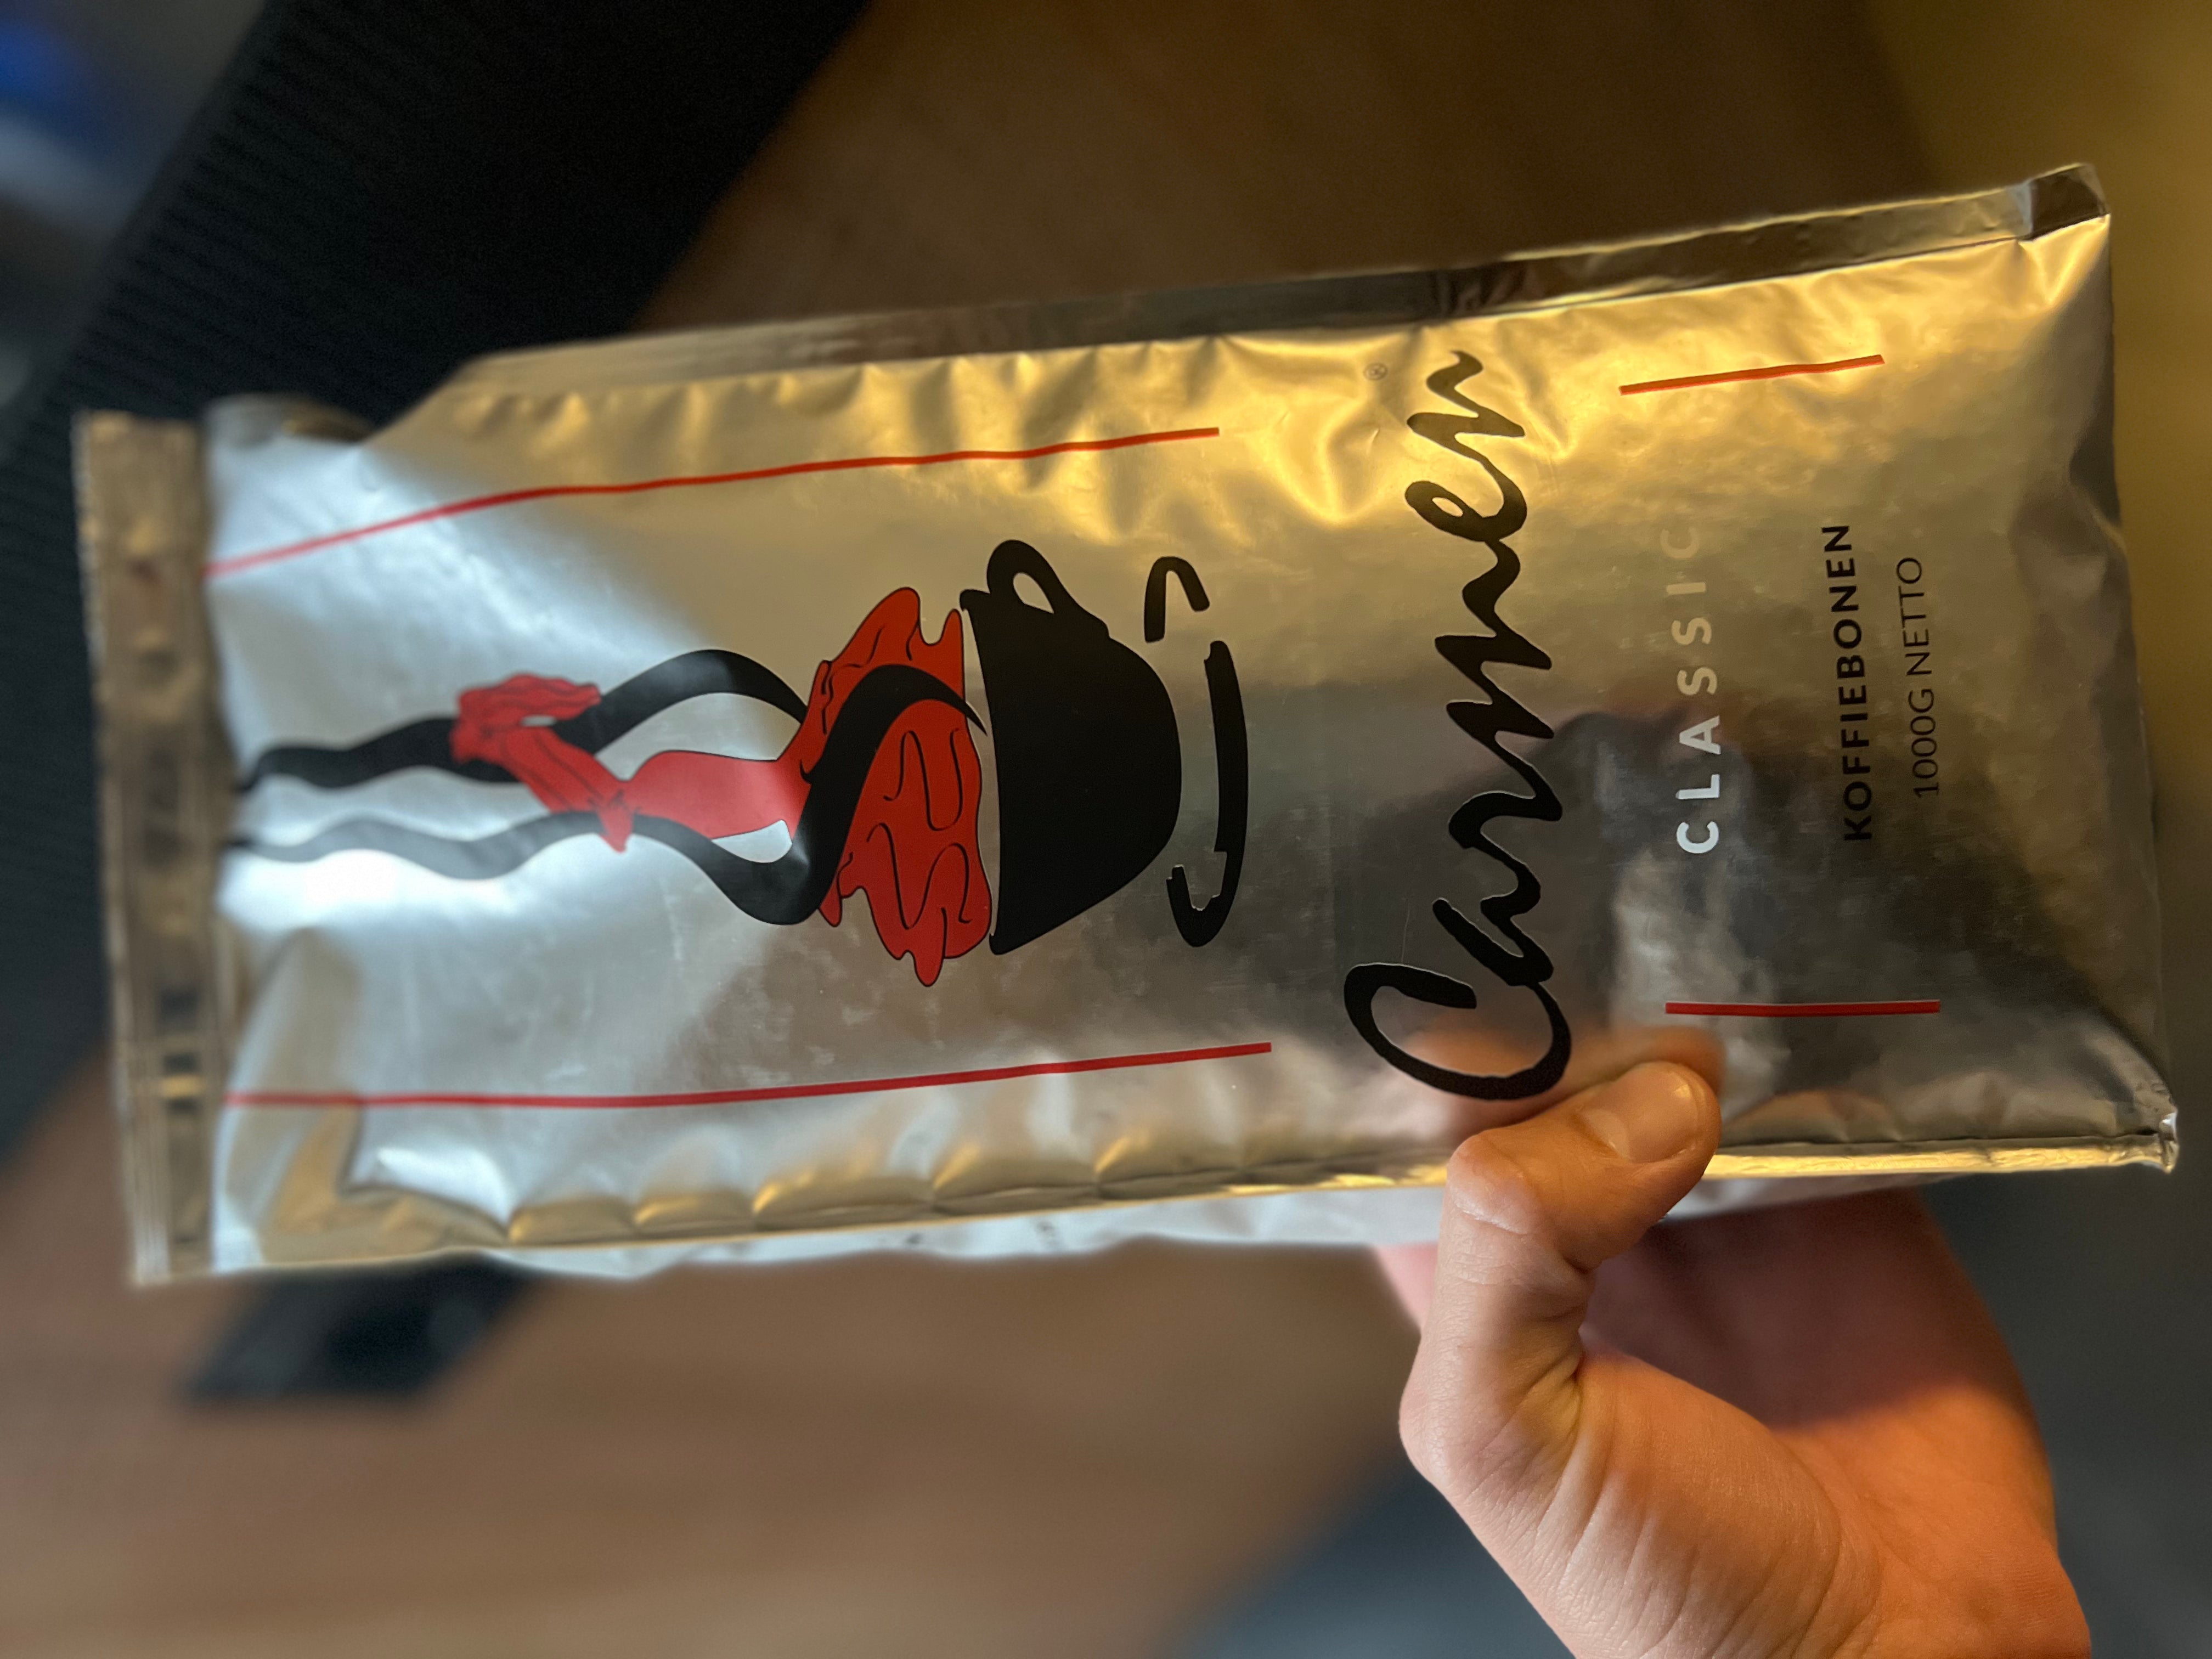 Carmen®
CLASSIC
KOFFIEBONEN
1000G NETTO